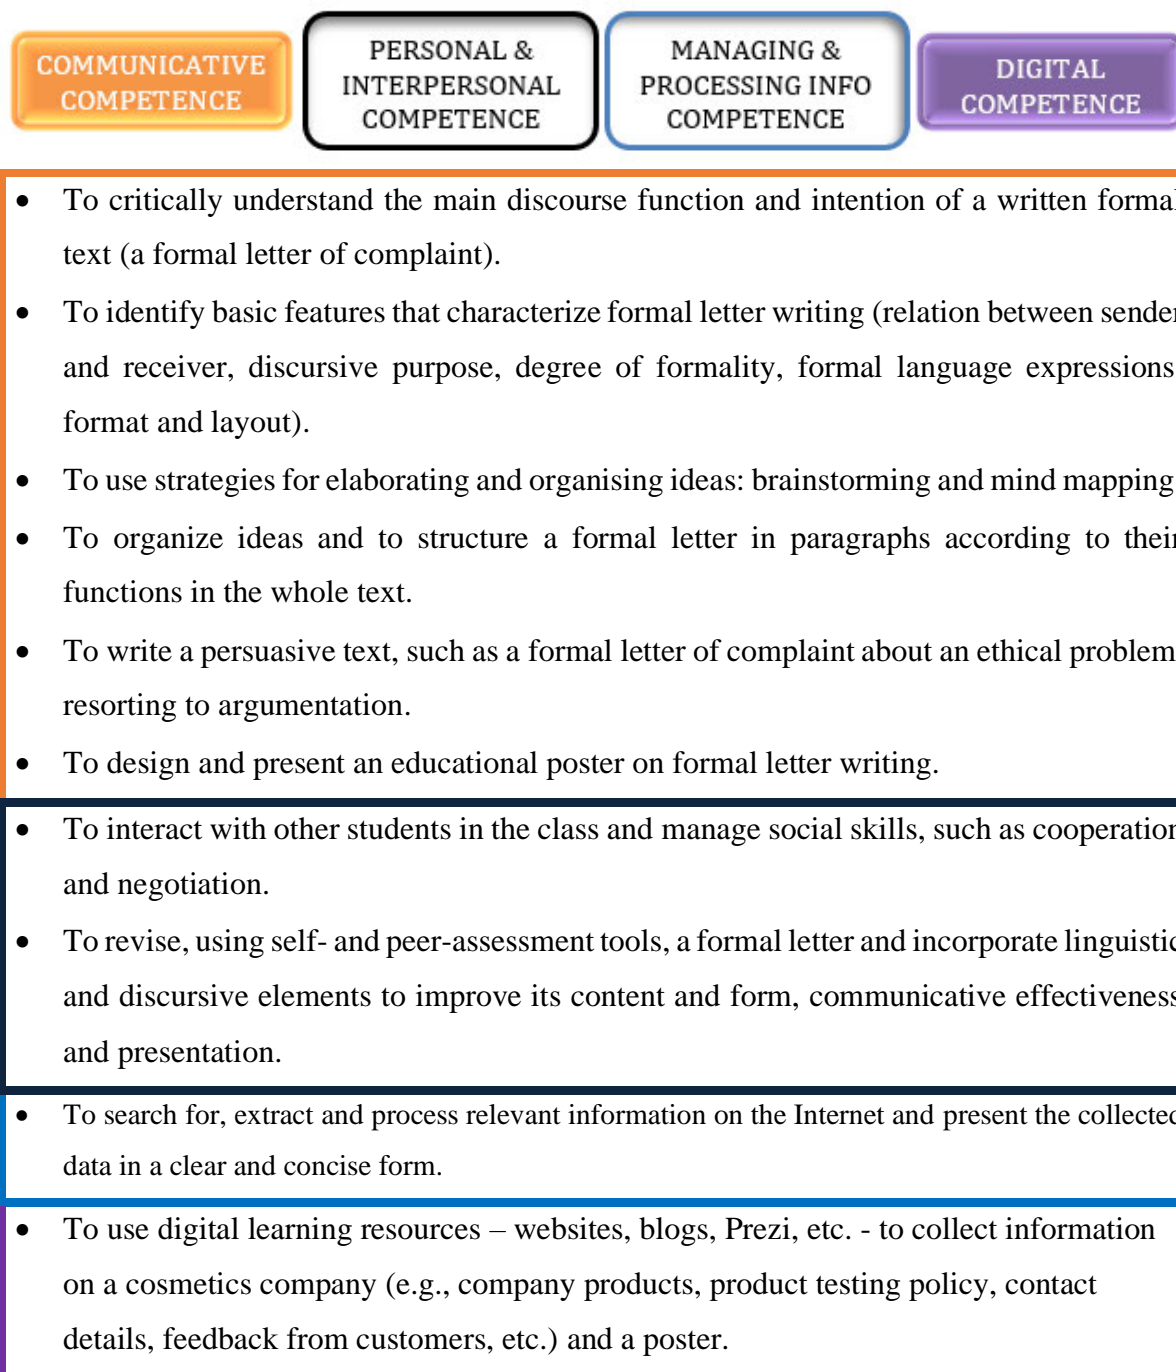 COMMUNICATIVE
COMPETENCE
PERSONAL &
INTERPERSONAL
COMPETENCE
MANAGING &
PROCESSING INFO
COMPETENCE
DIGITAL
COMPETENCE
• To critically understand the main discourse function and intention of a written formal
text (a formal letter of complaint).
• To identify basic features that characterize formal letter writing (relation between sender
and receiver, discursive purpose, degree of formality, formal language expressions
format and layout).
• To use strategies for elaborating and organising ideas: brainstorming and mind mapping
• To organize ideas and to structure a formal letter in paragraphs according to their
functions in the whole text.
• To write a persuasive text, such as a formal letter of complaint about an ethical problem
resorting to argumentation.
• To design and present an educational poster on formal letter writing.
• To interact with other students in the class and manage social skills, such as cooperation
and negotiation.
• To revise, using self- and peer-assessment tools, a formal letter and incorporate linguistic
and discursive elements to improve its content and form, communicative effectiveness
and presentation.
• To search for, extract and process relevant information on the Internet and present the collected
data in a clear and concise form.
• To use digital learning resources – websites, blogs, Prezi, etc. - to collect information
on a cosmetics company (e.g., company products, product testing policy, contact
details, feedback from customers, etc.) and a poster.